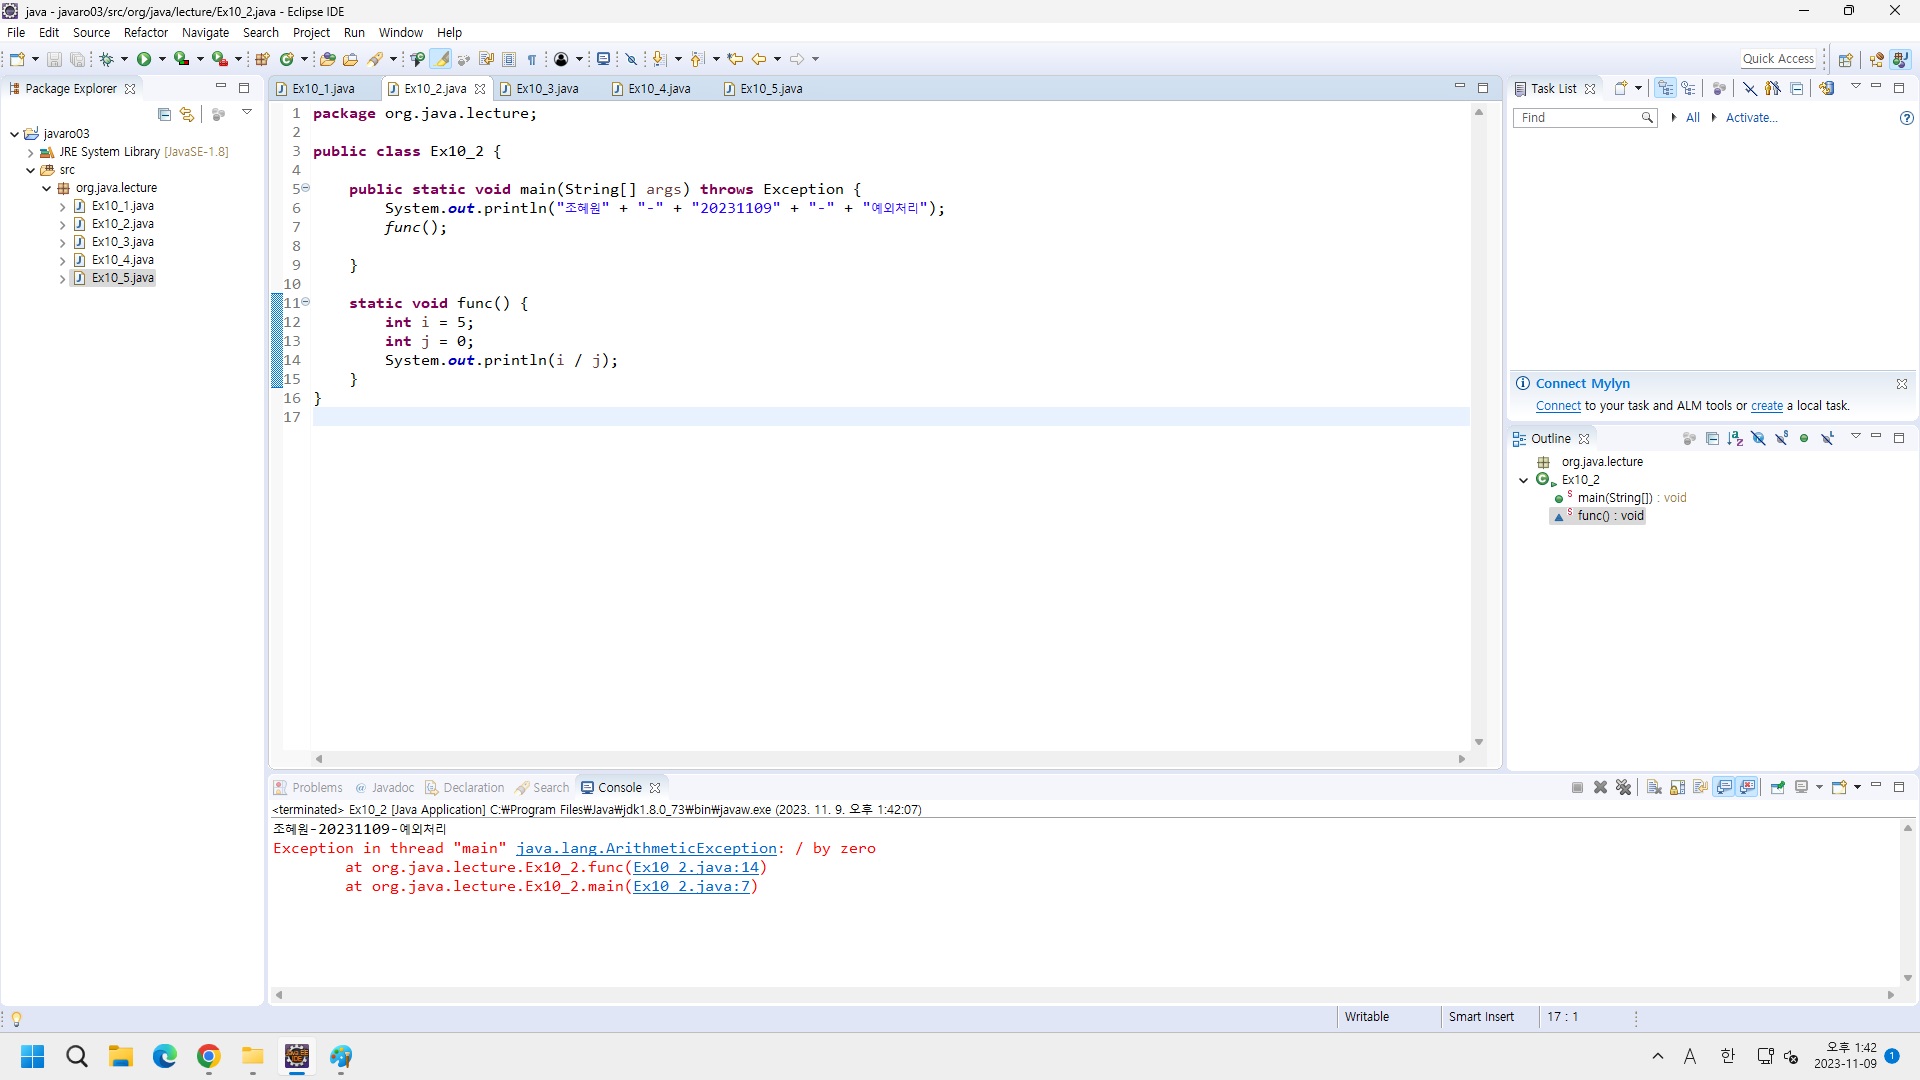 java - javaro03/src/org/java/lecture/Ex10_2.java - Eclipse IDE
File Edit Source Refactor Navigate Search Project Run Window Help
Quick Access
Package Explorer
javaro03
JRE System Library [JavaSE-1.8]
src
org.java.lecture
Ex10_1.java
Ex10_2.java
Ex10_3.java
Ex10_4.java
Ex10_5.java
Ex10_1.java Ex10_2.java Ex10_3.java Ex10_4.java Ex10_5.java
1 package org.java.lecture;
2
3 public class Ex10_2 {
4
5 public static void main(String[] args) throws Exception {
6 System.out.println("조혜원" + "-" + "20231109" + "-" + "예외처리");
7 func();
8
9 }
10
11 static void func() {
12 int i = 5;
13 int j = 0;
14 System.out.println(i / j);
15 }
16 }
17
Task List
Find All Activate...
Connect Mylyn
Connect to your task and ALM tools or create a local task.
Outline
org.java.lecture
Ex10_2
main(String[]) : void
func() : void
Problems Javadoc Declaration Search Console
<terminated> Ex10_2 [Java Application] C:₩Program Files₩Java₩jdk1.8.0_73₩bin₩javaw.exe (2023. 11. 9. 오후 1:42:07)
조혜원-20231109-예외처리
Exception in thread "main" java.lang.ArithmeticException: / by zero
at org.java.lecture.Ex10_2.func(Ex10_2.java:14)
at org.java.lecture.Ex10_2.main(Ex10_2.java:7)
Writable Smart Insert 17 : 1
A 한 오후 1:42
2023-11-09
1